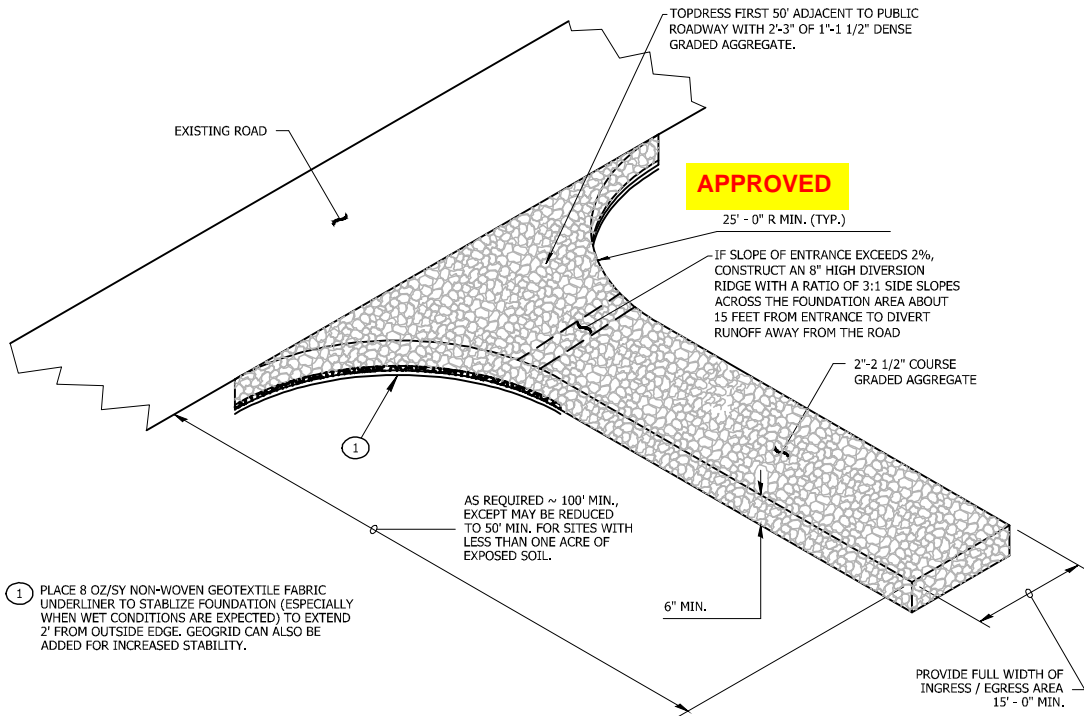 TOPDRESS FIRST 50' ADJACENT TO PUBLIC
ROADWAY WITH 2'-3" OF 1"-1 1/2" DENSE
GRADED AGGREGATE.
EXISTING ROAD
APPROVED
25' - 0" R MIN. (TYP.)
IF SLOPE OF ENTRANCE EXCEEDS 2%,
CONSTRUCT AN 8" HIGH DIVERSION
RIDGE WITH A RATIO OF 3:1 SIDE SLOPES
ACROSS THE FOUNDATION AREA ABOUT
15 FEET FROM ENTRANCE TO DIVERT
RUNOFF AWAY FROM THE ROAD
2"-2 1/2" COURSE
GRADED AGGREGATE
1
AS REQUIRED ~ 100' MIN.,
EXCEPT MAY BE REDUCED
TO 50' MIN. FOR SITES WITH
LESS THAN ONE ACRE OF
EXPOSED SOIL.
1 PLACE 8 OZ/SY NON-WOVEN GEOTEXTILE FABRIC
UNDERLINER TO STABLIZE FOUNDATION (ESPECIALLY
WHEN WET CONDITIONS ARE EXPECTED) TO EXTEND
2' FROM OUTSIDE EDGE. GEOGRID CAN ALSO BE
ADDED FOR INCREASED STABILITY.
6" MIN.
PROVIDE FULL WIDTH OF
INGRESS / EGRESS AREA
15' - 0" MIN.